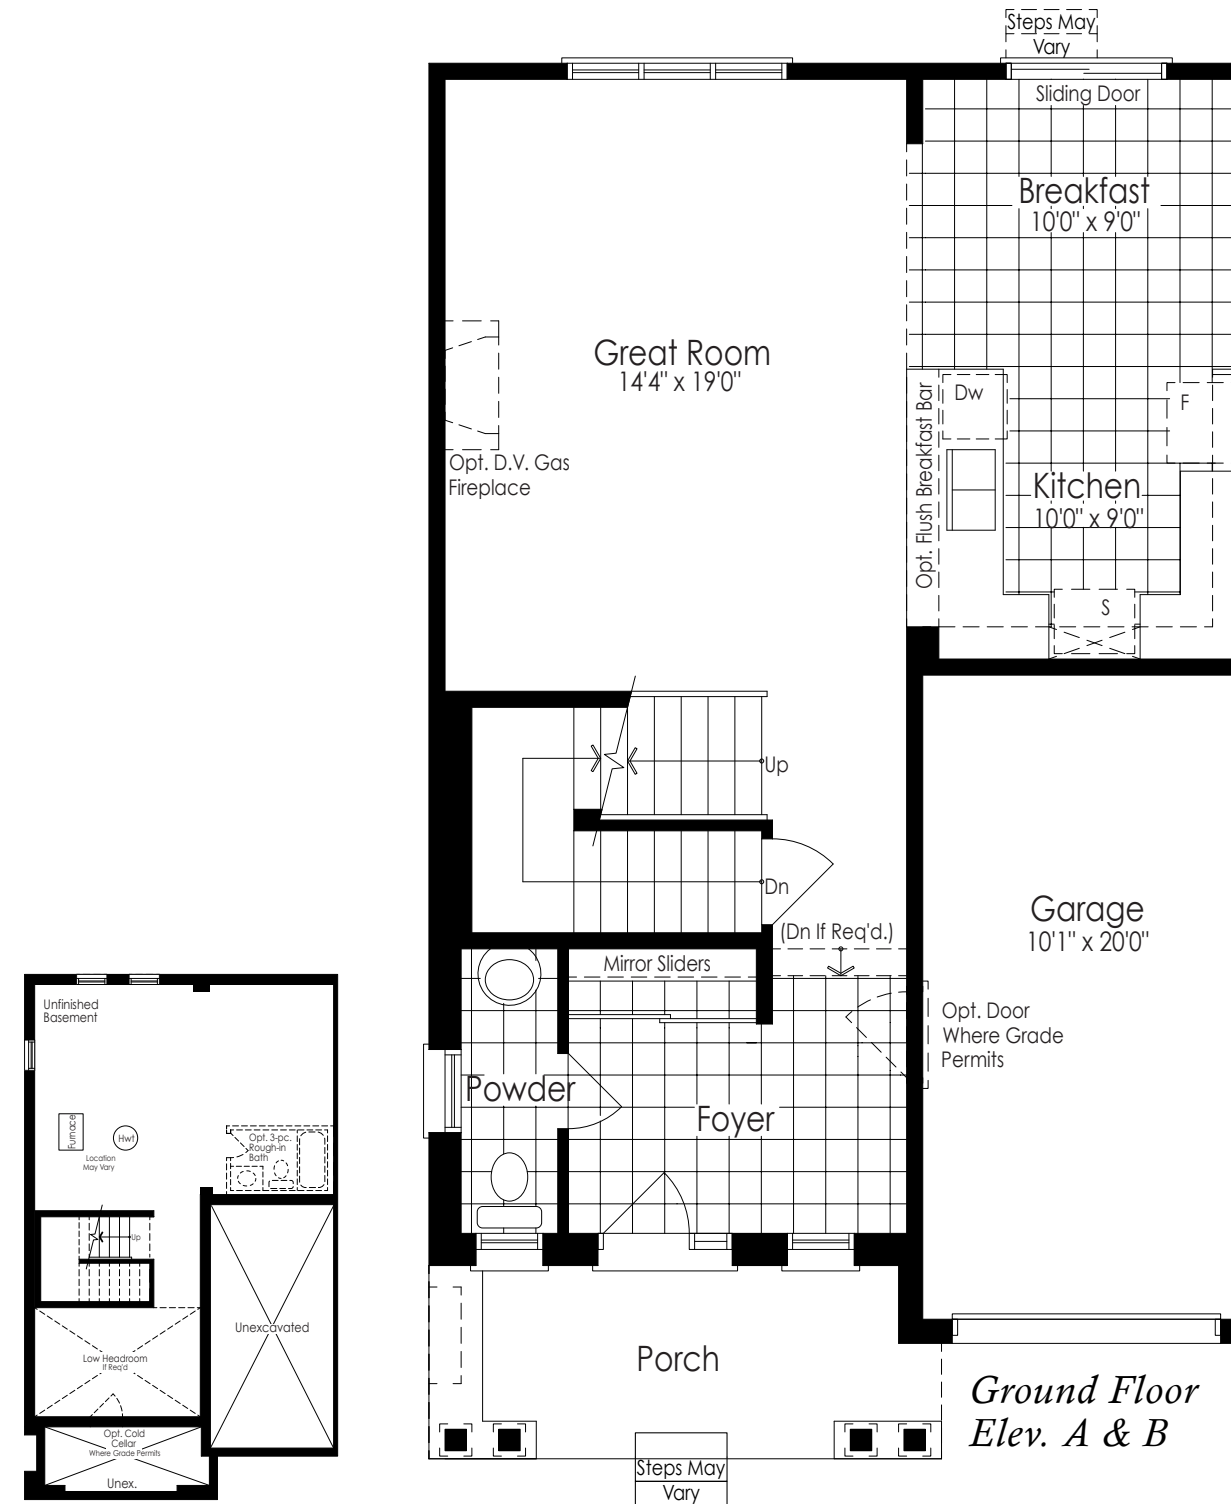 Steps May
Vary
Sliding Door
Breakfast
10'0" x 9'0"
Great Room
14'4" x 19'0"
Opt. D.V. Gas
Fireplace
Opt. Flush Breakfast Bar
Dw
F
Kitchen
10'0" x 9'0"
S
Up
Dn
(Dn If Req'd.)
Mirror Sliders
Garage
10'1" x 20'0"
Opt. Door
Where Grade
Permits
Powder
Foyer
Porch
Steps May
Vary
Ground Floor
Elev. A & B
Unfinished
Basement
Furnace
Hwt
Location
May Vary
Opt. 3-pc.
Rough-in
Bath
Up
Unexcavated
Low Headroom
If Req'd
Opt. Cold
Cellar
Where Grade Permits
Unex.